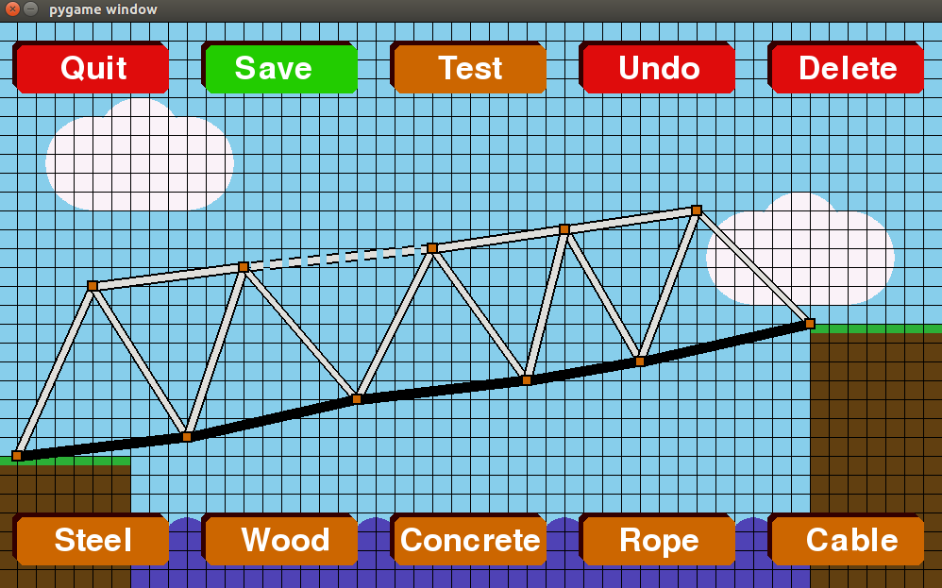 pygame window
Quit
Save
Test
Undo
Delete
Steel
Wood
Concrete
Rope
Cable